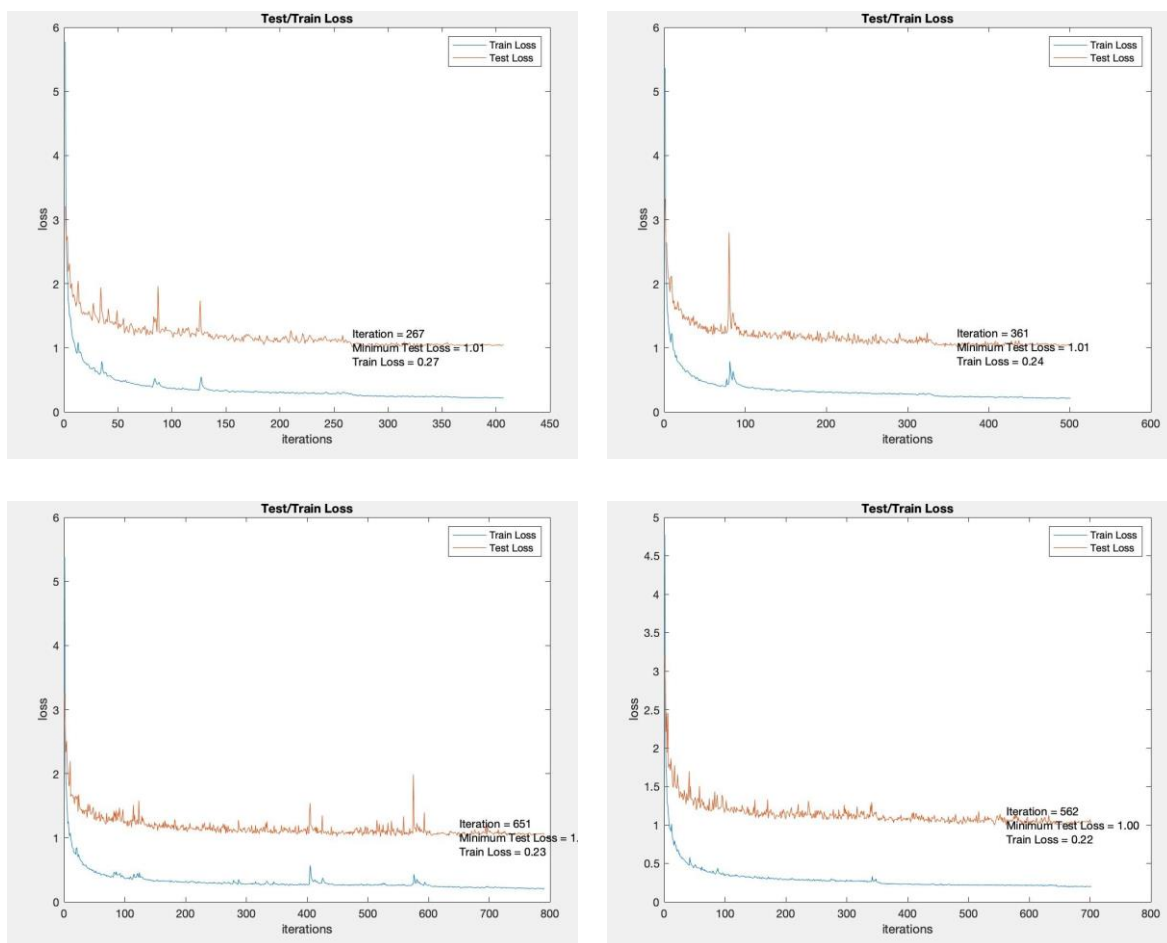 Test/Train Loss
6
5
4
3
2
1
0
loss
Train Loss
Test Loss
Iteration = 267
Minimum Test Loss = 1.01
Train Loss = 0.27
0 50 100 150 200 250 300 350 400 450
iterations
Test/Train Loss
6
5
4
3
2
1
0
loss
Train Loss
Test Loss
Iteration = 361
Minimum Test Loss = 1.01
Train Loss = 0.24
0 100 200 300 400 500 600
iterations
Test/Train Loss
6
5
4
3
2
1
0
loss
Train Loss
Test Loss
Iteration = 651
Minimum Test Loss = 1.
Train Loss = 0.23
0 100 200 300 400 500 600 700 800
iterations
Test/Train Loss
5
4.5
4
3.5
3
2.5
2
1.5
1
0.5
0
loss
Train Loss
Test Loss
Iteration = 562
Minimum Test Loss = 1.00
Train Loss = 0.22
0 100 200 300 400 500 600 700 800
iterations